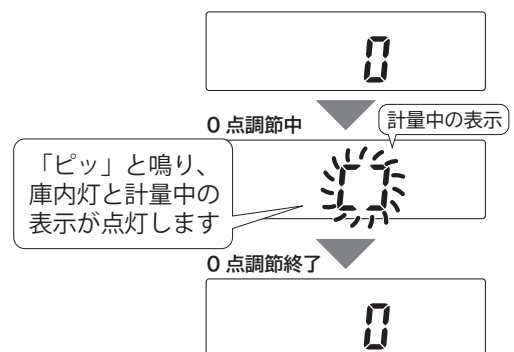 0
0点調節中
計量中の表示
「ピッ」と鳴り、
庫内灯と計量中の
表示が点灯します
0点調節終了
0